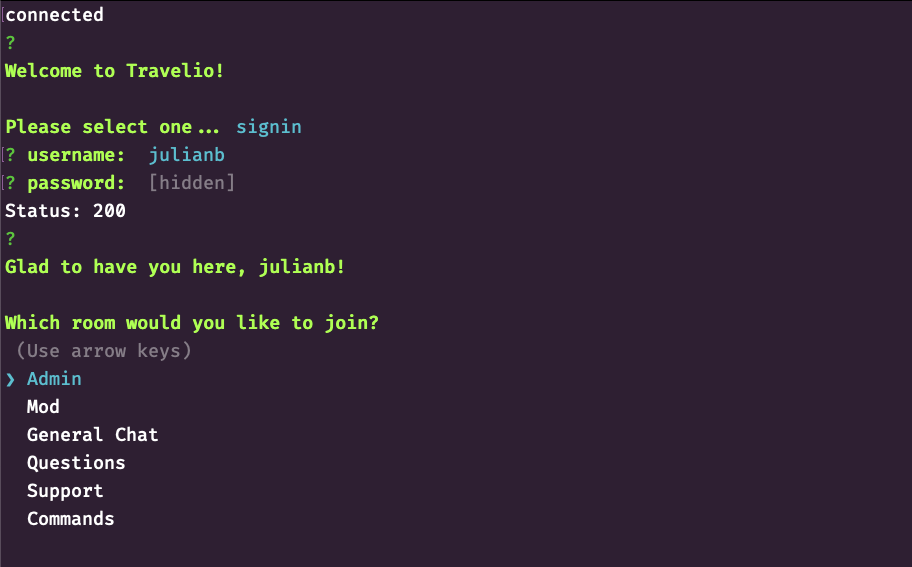 connected
?
Welcome to Travelio!
Please select one... signin
? username: julianb
? password: [hidden]
Status: 200
?
Glad to have you here, julianb!
Which room would you like to join?
(Use arrow keys)
❯ Admin
Mod
General Chat
Questions
Support
Commands